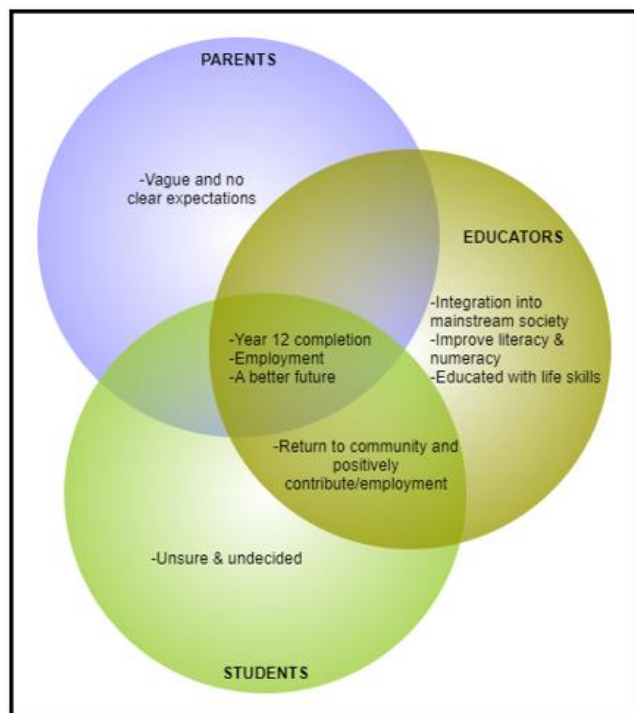 PARENTS
-Vague and no
clear expectations
EDUCATORS
-Integration into
mainstream society
-Improve literacy &
numeracy
-Educated with life skills
-Year 12 completion
-Employment
-A better future
-Return to community and
positively
contribute/employment
-Unsure & undecided
STUDENTS